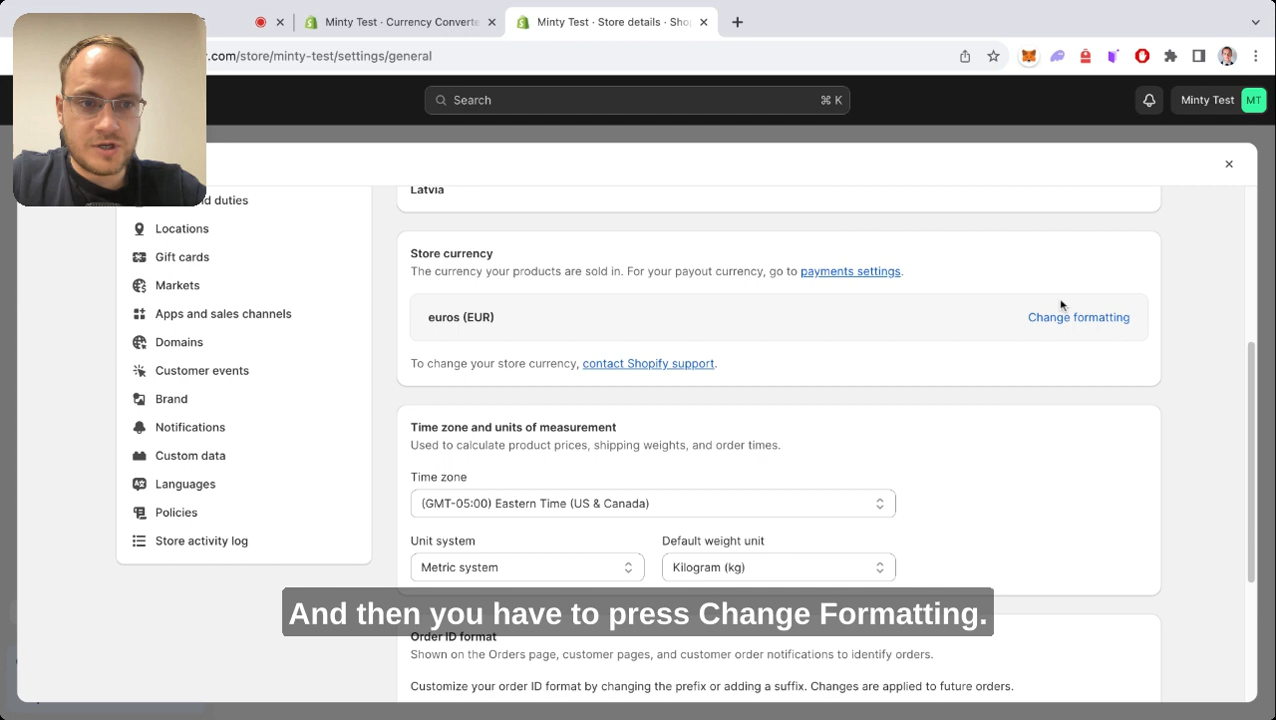 Minty Test · Currency Converte
Minty Test · Store details · Sho
.com/store/minty-test/settings/general
Search
⌘ K
Minty Test
MT
d duties
Locations
Gift cards
Markets
Apps and sales channels
Domains
Customer events
Brand
Notifications
Custom data
Languages
Policies
Store activity log
Latvia
Store currency
The currency your products are sold in. For your payout currency, go to payments settings.
euros (EUR)
Change formatting
To change your store currency, contact Shopify support.
Time zone and units of measurement
Used to calculate product prices, shipping weights, and order times.
Time zone
(GMT-05:00) Eastern Time (US & Canada)
Unit system
Default weight unit
Metric system
Kilogram (kg)
And then you have to press Change Formatting.
Order ID format
Shown on the Orders page, customer pages, and customer order notifications to identify orders.
Customize your order ID format by changing the prefix or adding a suffix. Changes are applied to future orders.